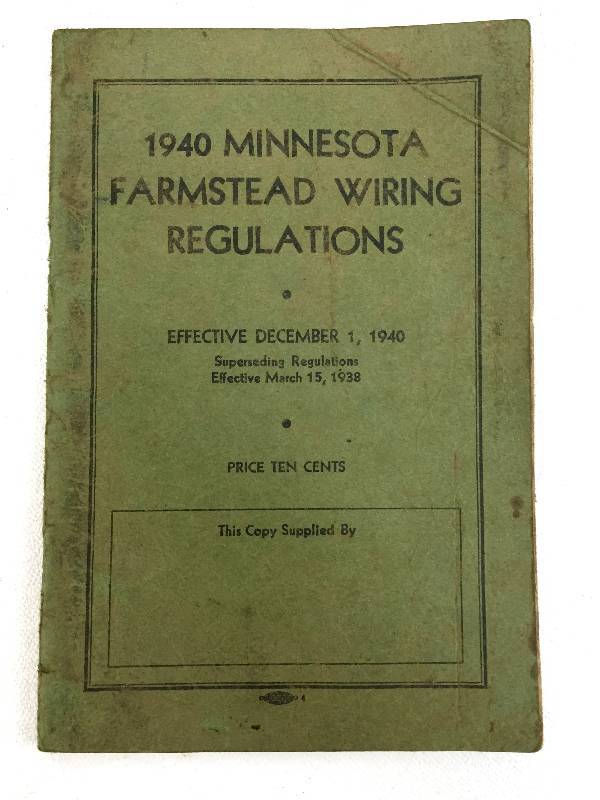 1940 MINNESOTA
FARMSTEAD WIRING
REGULATIONS
EFFECTIVE DECEMBER 1, 1940
Superseding Regulations
Effective March 15, 1938
PRICE TEN CENTS
This Copy Supplied By
4